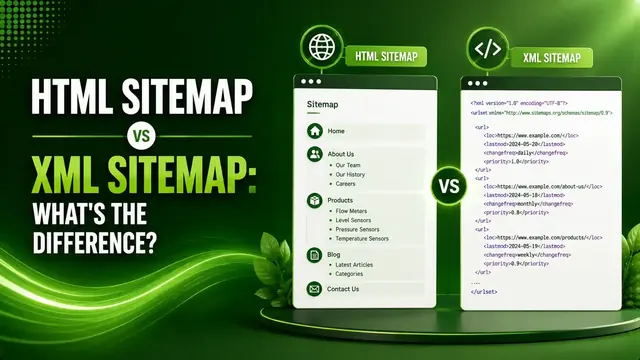 HTML SITEMAP
VS
XML SITEMAP:
WHAT'S THE
DIFFERENCE?
HTML SITEMAP
Sitemap
Home
About Us
• Our Team
• Our History
• Careers
Products
• Flow Meters
• Level Sensors
• Pressure Sensors
• Temperature Sensors
Blog
• Latest Articles
• Categories
Contact Us
VS
</>
XML SITEMAP
<?xml version="1.0" encoding="UTF-8"?>
<urlset xmlns="http://www.sitemaps.org/schemas/sitemap/0.9">
<url>
<loc>https://www.example.com/</loc>
<lastmod>2024-05-20</lastmod>
<changefreq>daily</changefreq>
<priority>1.0</priority>
</url>
<url>
<loc>https://www.example.com/about-us/</loc>
<lastmod>2024-05-18</lastmod>
<changefreq>monthly</changefreq>
<priority>0.8</priority>
</url>
<url>
<loc>https://www.example.com/products/</loc>
<lastmod>2024-05-19</lastmod>
<changefreq>weekly</changefreq>
<priority>0.9</priority>
</url>
....
</urlset>